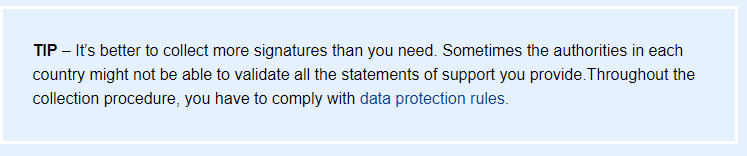 TIP – It's better to collect more signatures than you need. Sometimes the authorities in each
country might not be able to validate all the statements of support you provide.Throughout the
collection procedure, you have to comply with data protection rules.